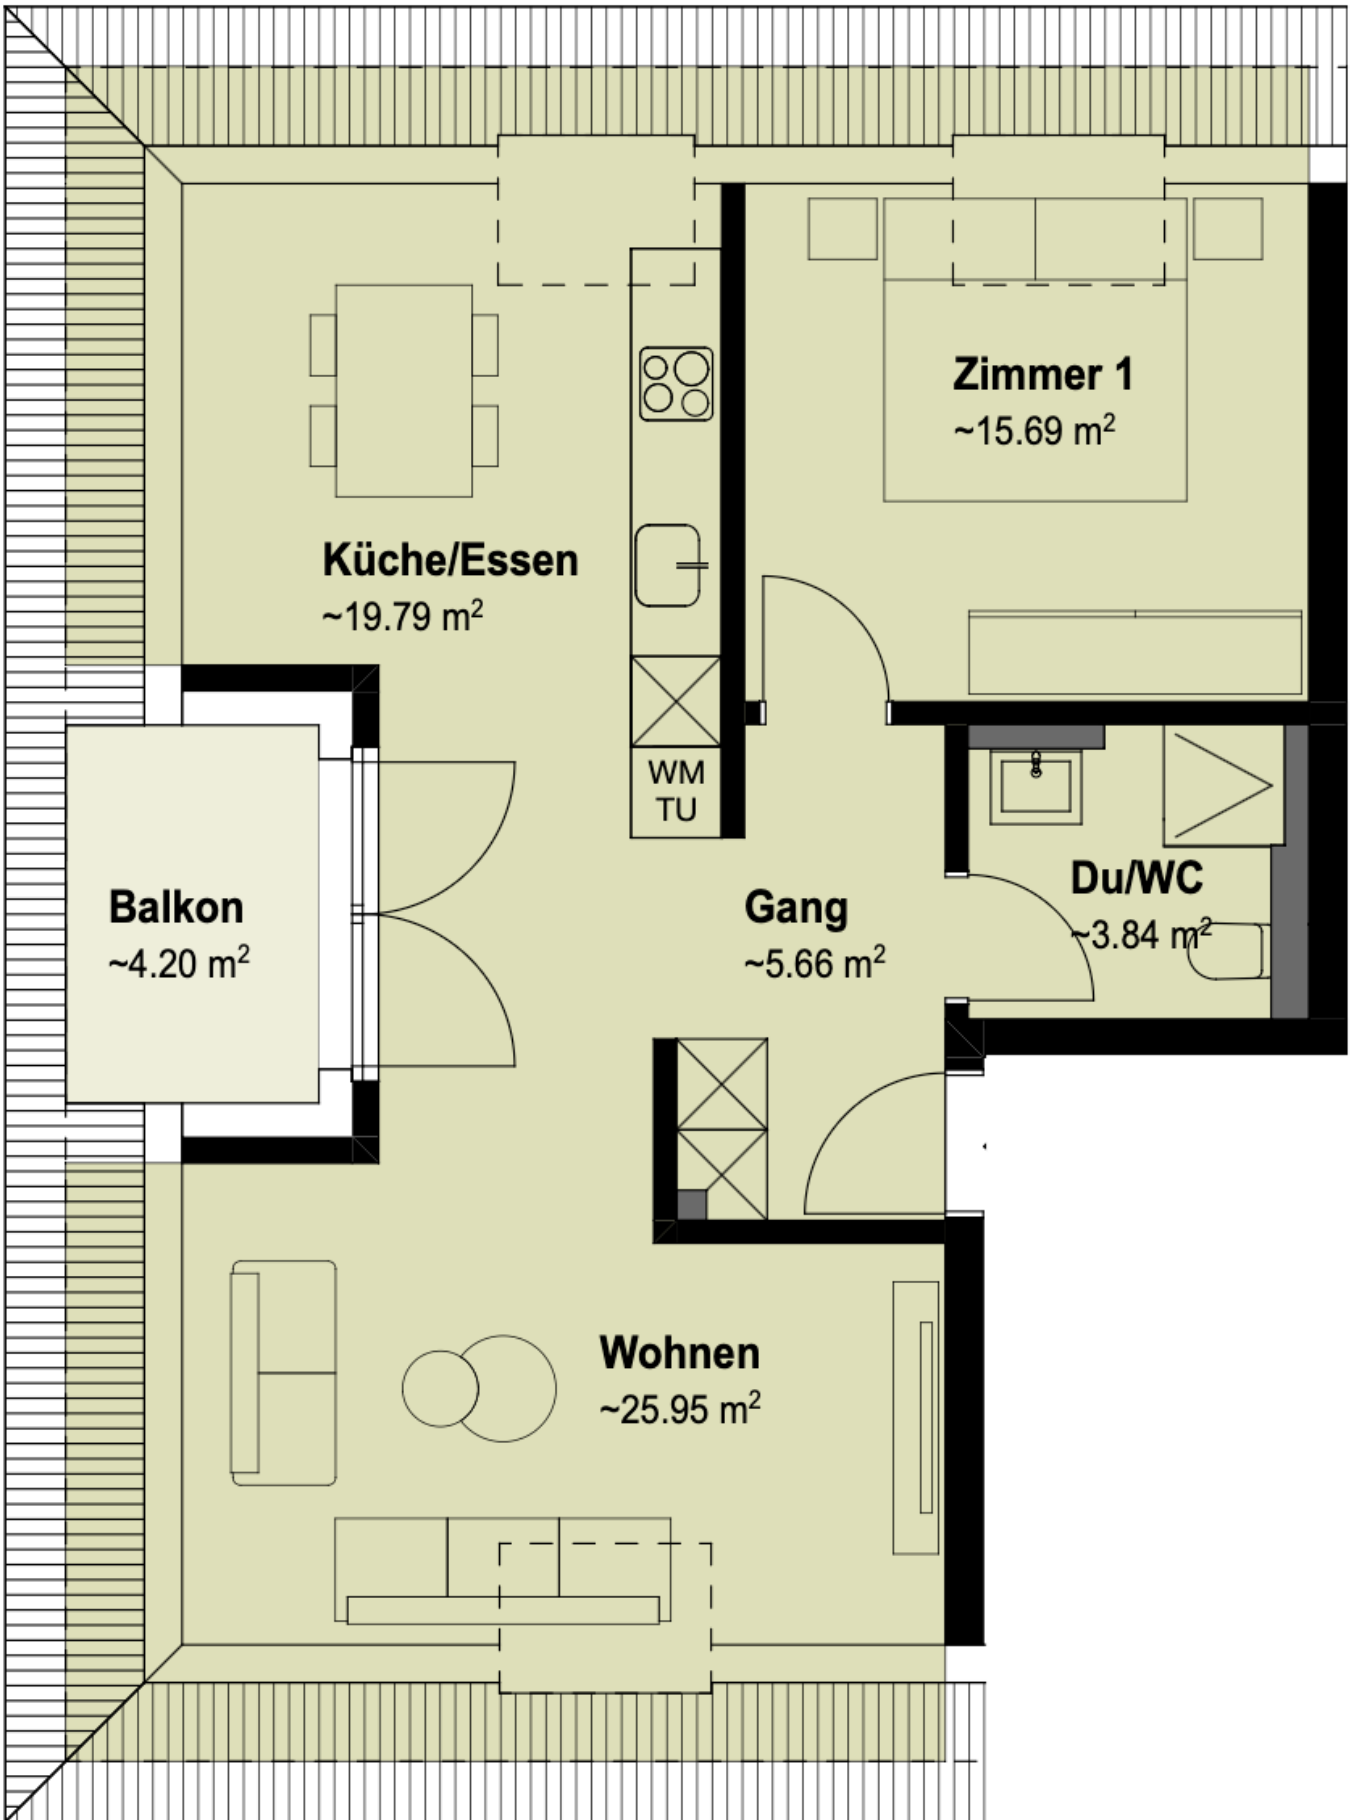 Zimmer 1
~15.69 m²
Küche/Essen
~19.79 m²
WM
TU
Balkon
~4.20 m²
Gang
~5.66 m²
Du/WC
~3.84 m²
Wohnen
~25.95 m²